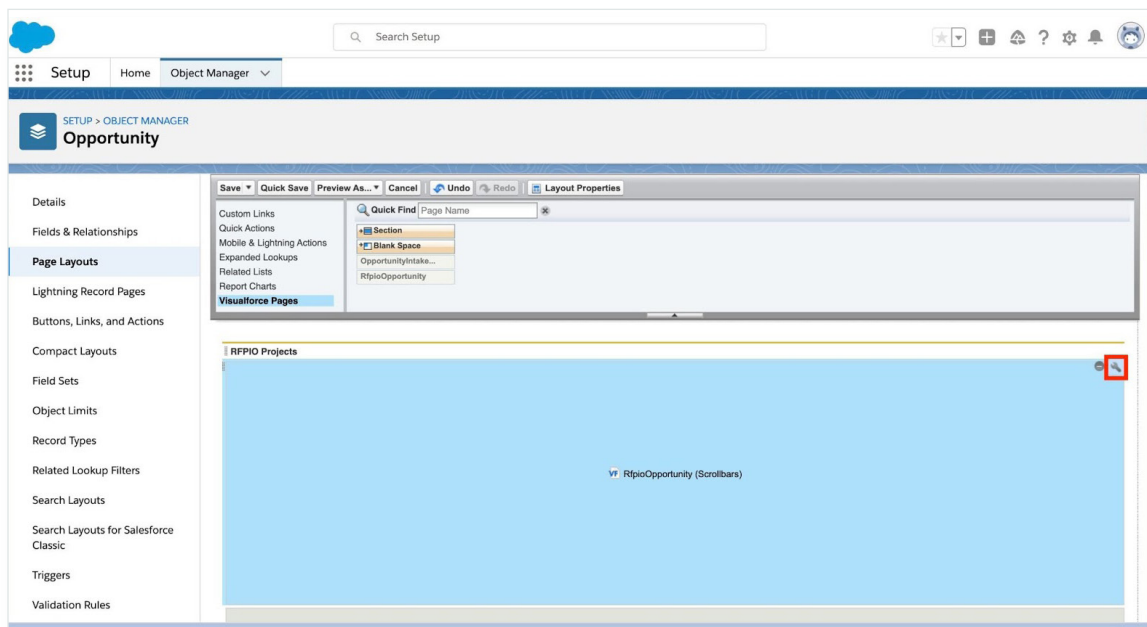 Search Setup
Setup Home Object Manager
SETUP > OBJECT MANAGER
Opportunity
Details
Fields & Relationships
Page Layouts
Lightning Record Pages
Buttons, Links, and Actions
Compact Layouts
Field Sets
Object Limits
Record Types
Related Lookup Filters
Search Layouts
Search Layouts for Salesforce
Classic
Triggers
Validation Rules
Save Quick Save Preview As... Cancel Undo Redo Layout Properties
Custom Links
Quick Actions
Mobile & Lightning Actions
Expanded Lookups
Related Lists
Report Charts
Visualforce Pages
Quick Find Page Name
Section
Blank Space
OpportunityIntake...
RfpioOpportunity
RFPIO Projects
VF RfpioOpportunity (Scrollbars)